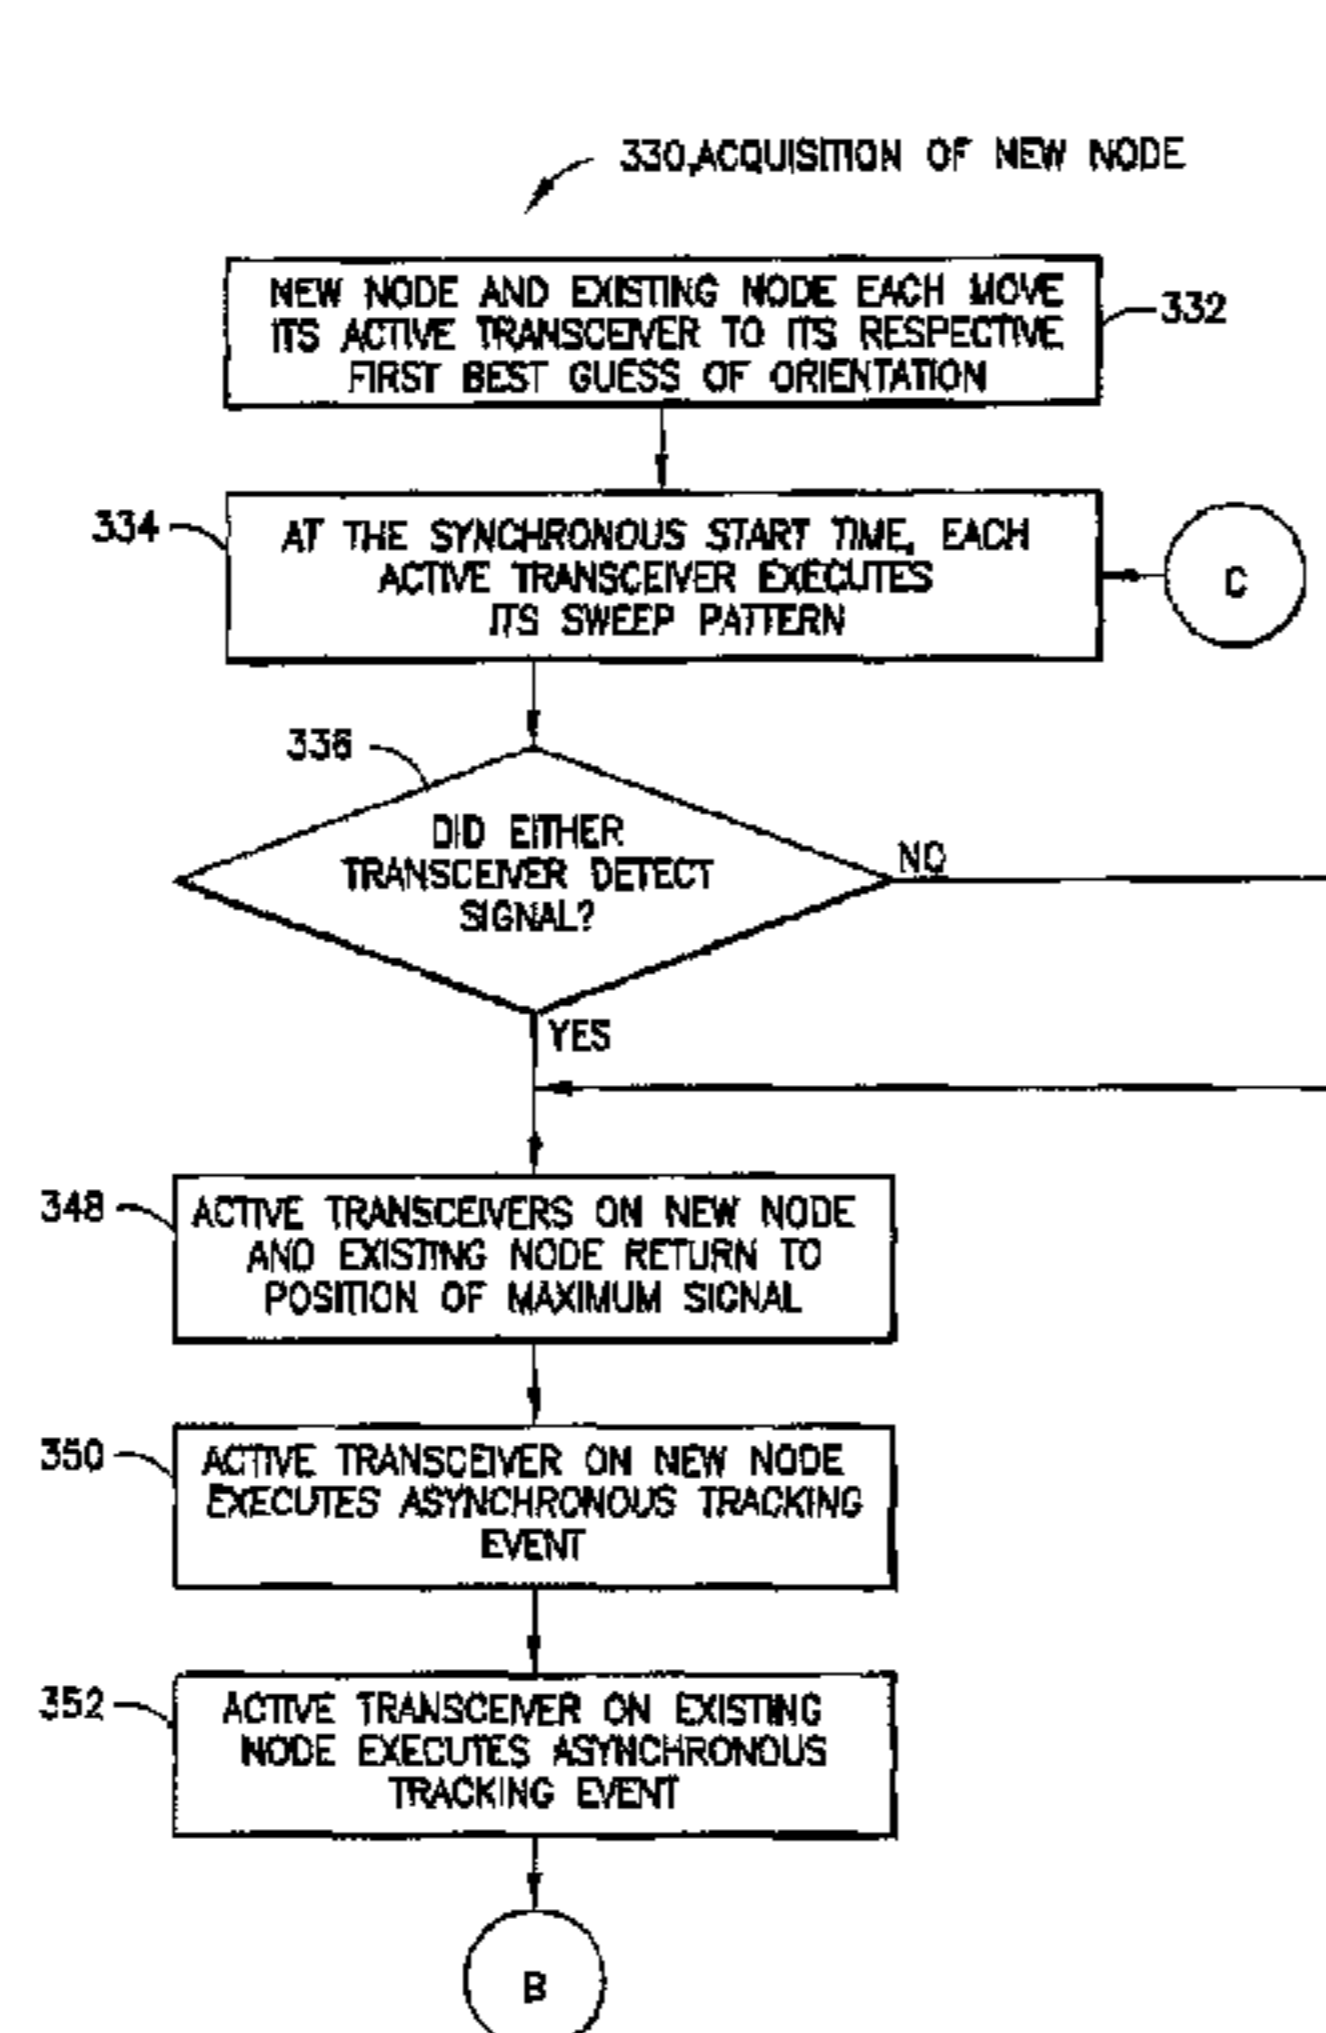 330,ACQUISITION OF NEW NODE
NEW NODE AND EXISTING NODE EACH MOVE
ITS ACTIVE TRANSCEIVER TO ITS RESPECTIVE
FIRST BEST GUESS OF ORIENTATION
332
334
AT THE SYNCHRONOUS START TIME, EACH
ACTIVE TRANSCEIVER EXECUTES
ITS SWEEP PATTERN
C
336
DID EITHER
TRANSCEIVER DETECT
SIGNAL?
NO
YES
348
ACTIVE TRANSCEIVERS ON NEW NODE
AND EXISTING NODE RETURN TO
POSITION OF MAXIMUM SIGNAL
350
ACTIVE TRANSCEIVER ON NEW NODE
EXECUTES ASYNCHRONOUS TRACKING
EVENT
352
ACTIVE TRANSCEIVER ON EXISTING
NODE EXECUTES ASYNCHRONOUS
TRACKING EVENT
B